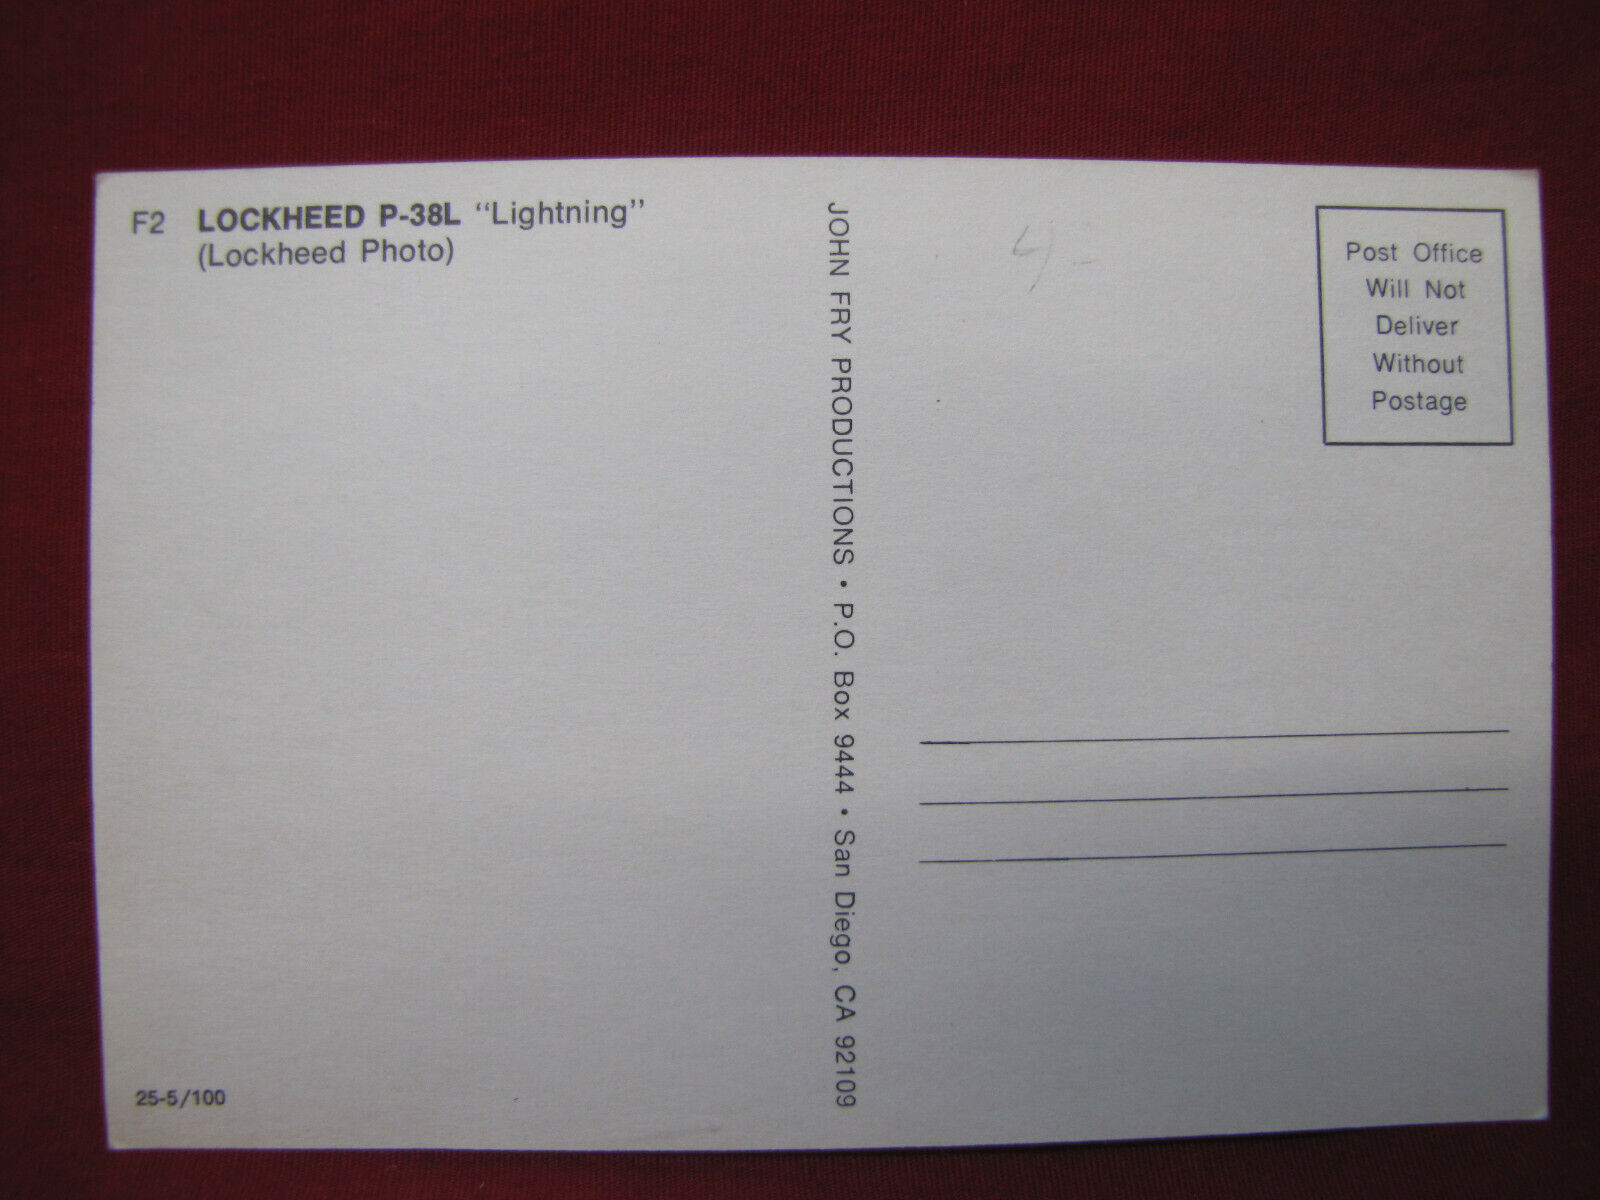 F2 LOCKHEED P-38L "Lightning"
(Lockheed Photo)
JOHN FRY PRODUCTIONS • P.O. Box 9444 • San Diego, CA 92109
4-
Post Office
Will Not
Deliver
Without
Postage
25-5/100